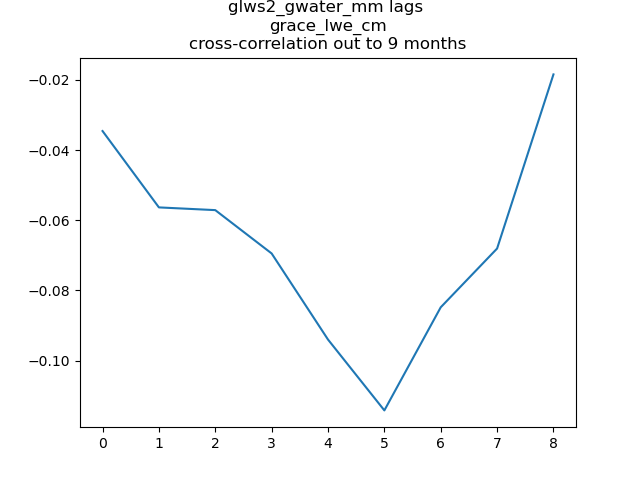 glws2_gwater_mm lags
grace_lwe_cm
cross-correlation out to 9 months
−0.02
−0.04
−0.06
−0.08
−0.10
0 1 2 3 4 5 6 7 8